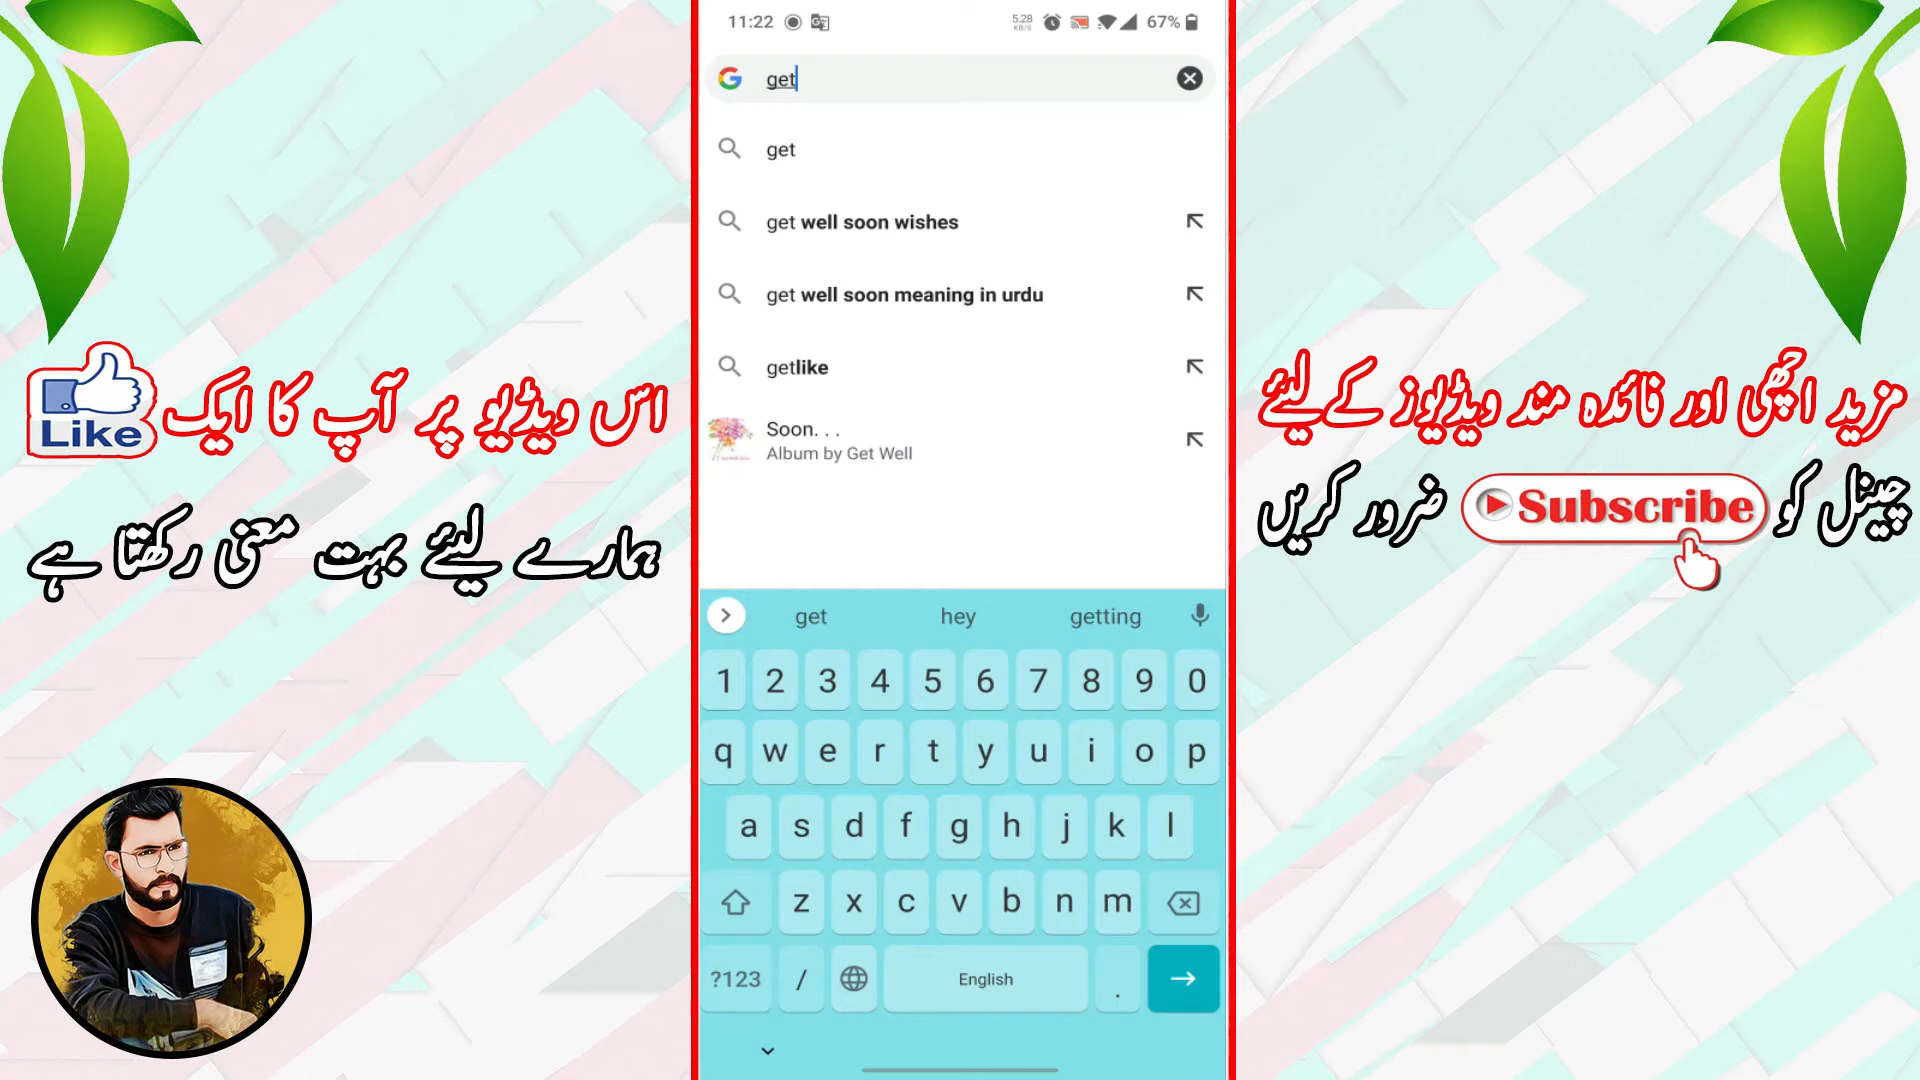 11:22
5.28 KB/S
67%
get
get
get well soon wishes
get well soon meaning in urdu
getlike
Soon. . .
Album by Get Well
get hey getting
1 2 3 4 5 6 7 8 9 0
q w e r t y u i o p
a s d f g h j k l
z x c v b n m
?123 / English .
اس ویڈیو پر آپ کا ایک Like
ہمارے لیئے بہت معنی رکھتا ہے
مزید اچھی اور فائدہ مند ویڈیوز کے لیئے
چینل کو Subscribe ضرور کریں